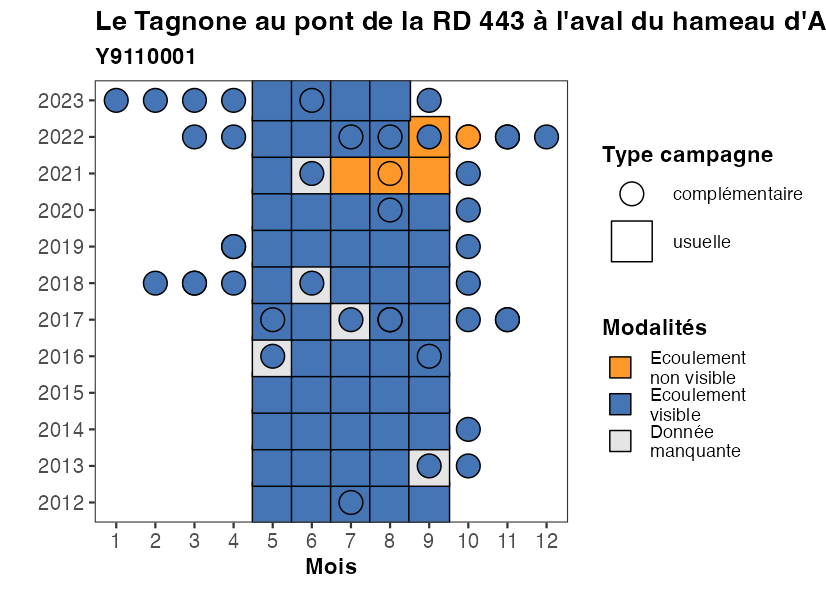 Le Tagnone au pont de la RD 443 à l'aval du hameau d'A
Y9110001
2023
2022
2021
2020
2019
2018
2017
2016
2015
2014
2013
2012
1 2 3 4 5 6 7 8 9 10 11 12
Mois
Type campagne
complémentaire
usuelle
Modalités
Ecoulement
non visible
Ecoulement
visible
Donnée
manquante